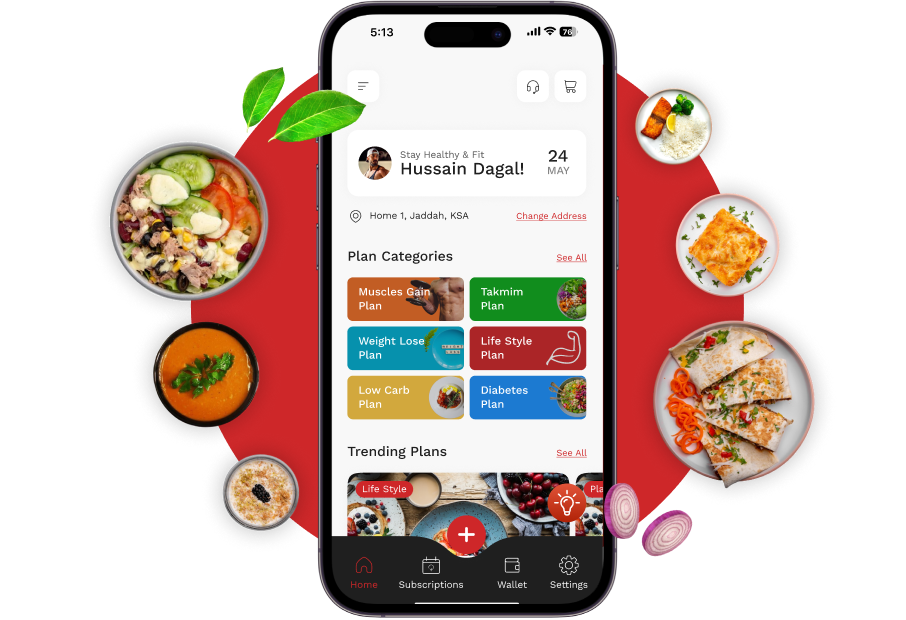 5:13
76
Stay Healthy & Fit
Hussain Dagal!
24
MAY
Home 1, Jaddah, KSA
Change Address
Plan Categories
See All
Muscles Gain
Plan
Takmim
Plan
Weight Lose
Plan
WEIGHT
LOSS
Life Style
Plan
Low Carb
Plan
Diabetes
Plan
Trending Plans
See All
Life Style
Pla
Home
Subscriptions
Wallet
Settings